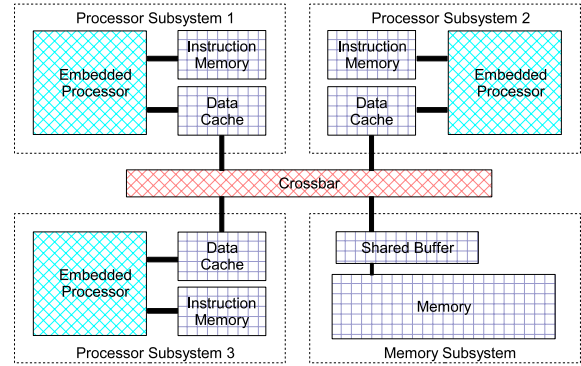 Processor Subsystem 1
Embedded
Processor
Instruction
Memory
Data
Cache
Processor Subsystem 2
Instruction
Memory
Data
Cache
Embedded
Processor
Crossbar
Embedded
Processor
Data
Cache
Instruction
Memory
Processor Subsystem 3
Shared Buffer
Memory
Memory Subsystem